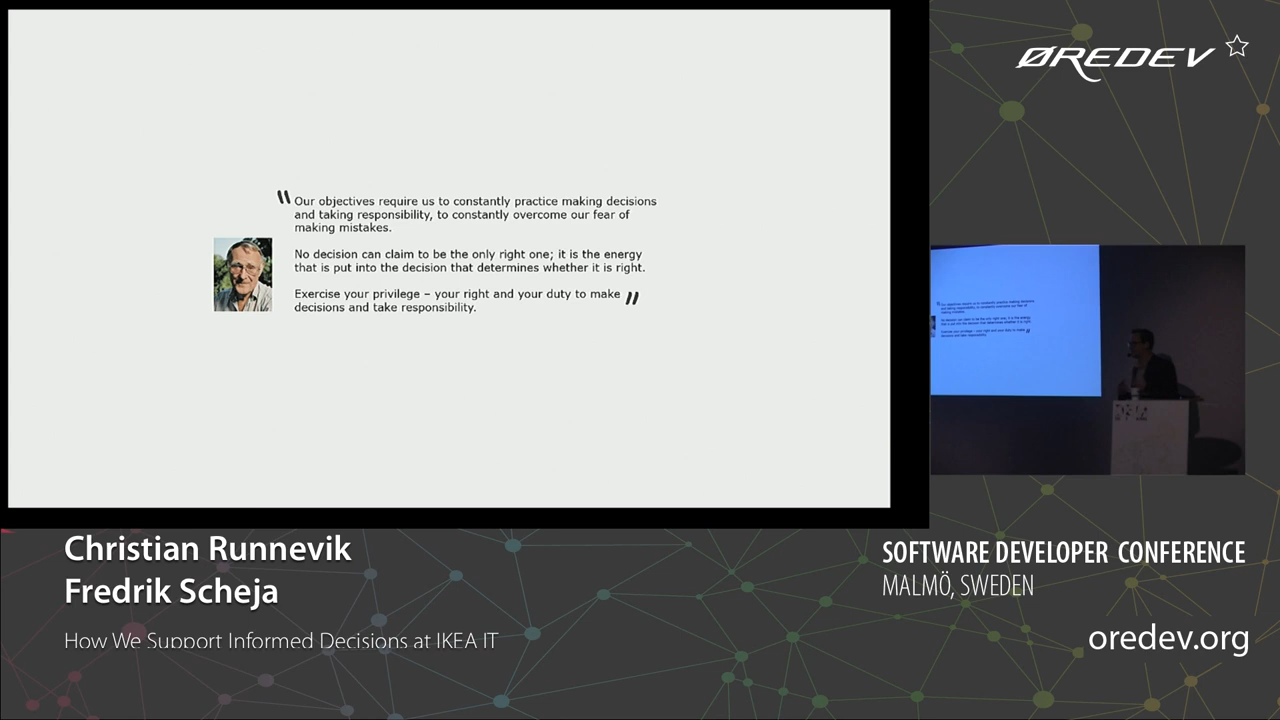 ØREDEV
" Our objectives require us to constantly practice making decisions
and taking responsibility, to constantly overcome our fear of
making mistakes.
No decision can claim to be the only right one; it is the energy
that is put into the decision that determines whether it is right.
Exercise your privilege – your right and your duty to make "
decisions and take responsibility.
Christian Runnevik
Fredrik Scheja
How We Support Informed Decisions at IKEA IT
SOFTWARE DEVELOPER CONFERENCE
MALMÖ, SWEDEN
oredev.org